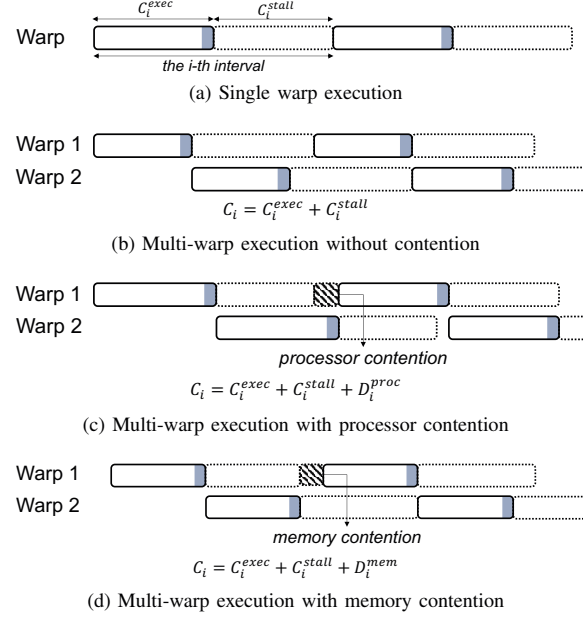 C_i^{exec} C_i^{stall}
Warp
the i-th interval
(a) Single warp execution
Warp 1
Warp 2
C_i = C_i^{exec} + C_i^{stall}
(b) Multi-warp execution without contention
Warp 1
Warp 2
processor contention
C_i = C_i^{exec} + C_i^{stall} + D_i^{proc}
(c) Multi-warp execution with processor contention
Warp 1
Warp 2
memory contention
C_i = C_i^{exec} + C_i^{stall} + D_i^{mem}
(d) Multi-warp execution with memory contention